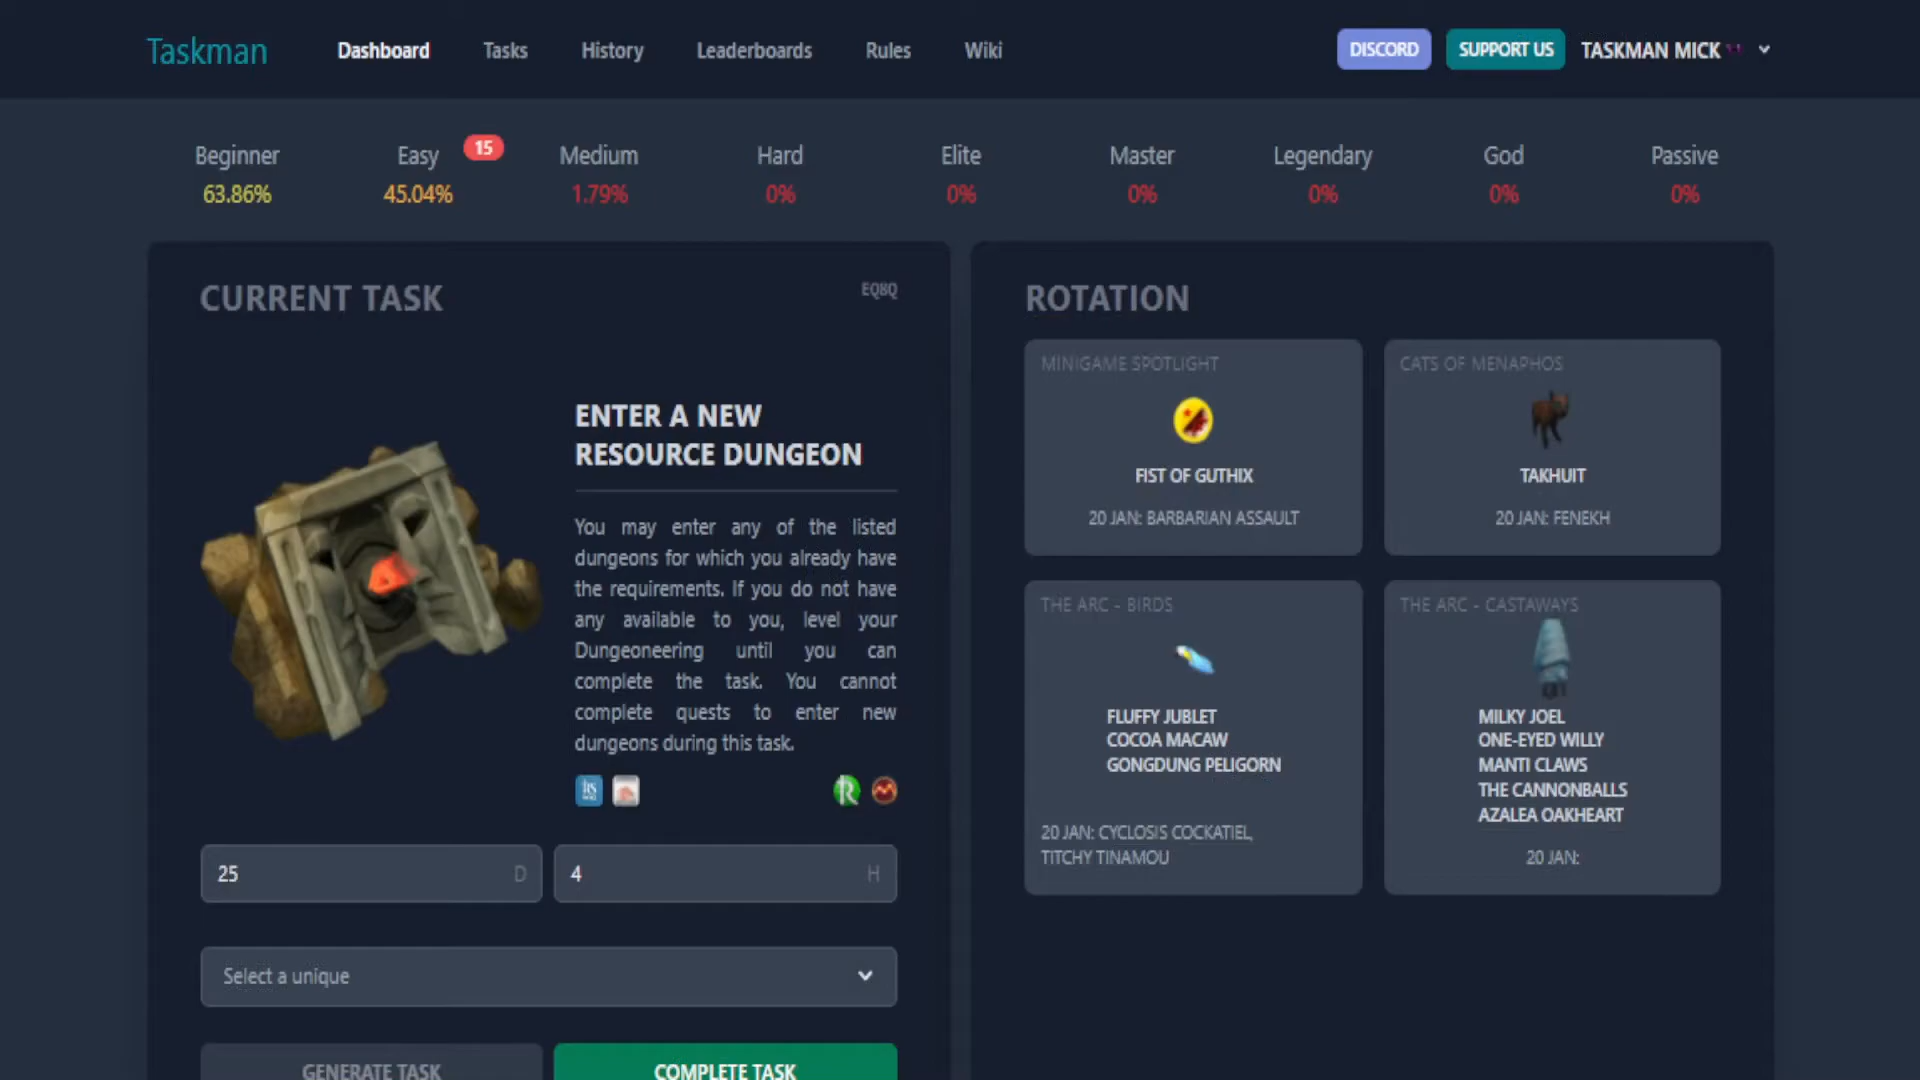 Taskman
Dashboard
Tasks
History
Leaderboards
Rules
Wiki
DISCORD
SUPPORT US
TASKMAN MICK
Beginner
63.86%
Easy
15
45.04%
Medium
1.79%
Hard
0%
Elite
0%
Master
0%
Legendary
0%
God
0%
Passive
0%
CURRENT TASK
EQ8Q
ENTER A NEW
RESOURCE DUNGEON
You may enter any of the listed
dungeons for which you already have
the requirements. If you do not have
any available to you, level your
Dungeoneering until you can
complete the task. You cannot
complete quests to enter new
dungeons during this task.
25 D
4 H
Select a unique
GENERATE TASK
COMPLETE TASK
ROTATION
MINIGAME SPOTLIGHT
FIST OF GUTHIX
20 JAN: BARBARIAN ASSAULT
CATS OF MENAPHOS
TAKHUIT
20 JAN: FENEKH
THE ARC - BIRDS
FLUFFY JUBLET
COCOA MACAW
GONGDUNG PELIGORN
20 JAN: CYCLOSIS COCKATIEL,
TITCHY TINAMOU
THE ARC - CASTAWAYS
MILKY JOEL
ONE-EYED WILLY
MANTI CLAWS
THE CANNONBALLS
AZALEA OAKHEART
20 JAN: